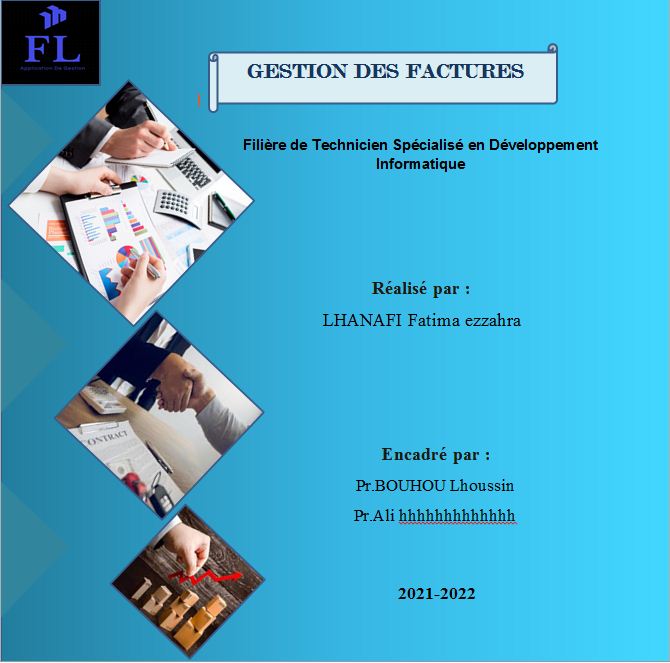 FL
Application De Gestion
GESTION DES FACTURES
Filière de Technicien Spécialisé en Développement
Informatique
Réalisé par :
LHANAFI Fatima ezzahra
CONTRACT
Encadré par :
Pr.BOUHOU Lhoussin
Pr.Ali hhhhhhhhhhhhh
2021-2022